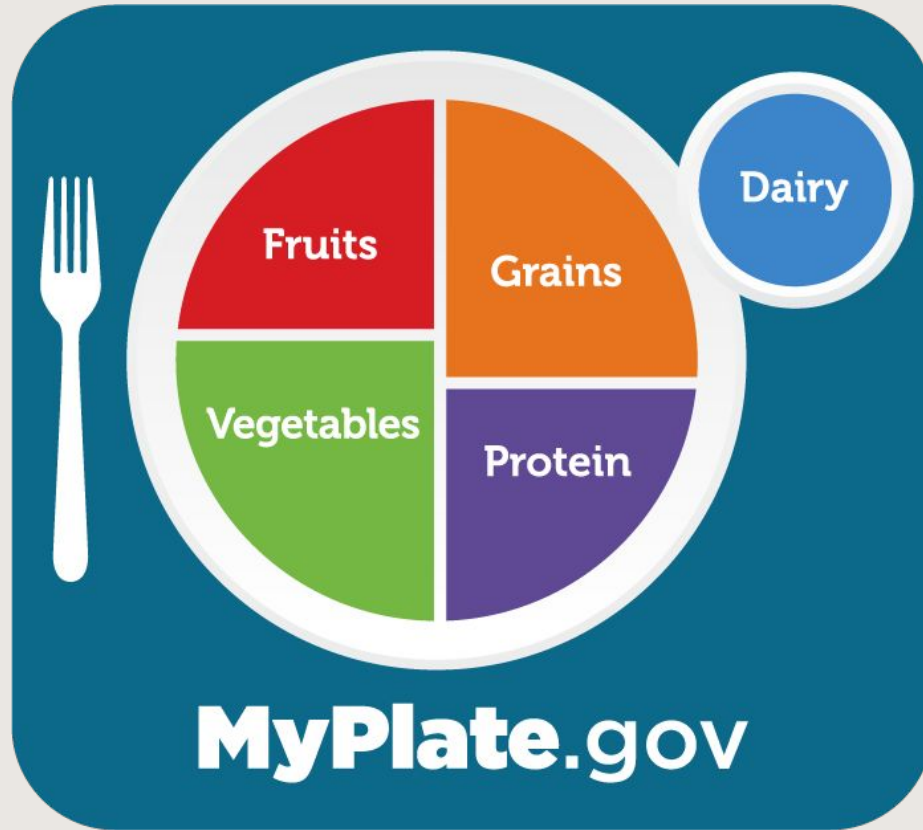 Fruits
Grains
Dairy
Vegetables
Protein
MyPlate.gov